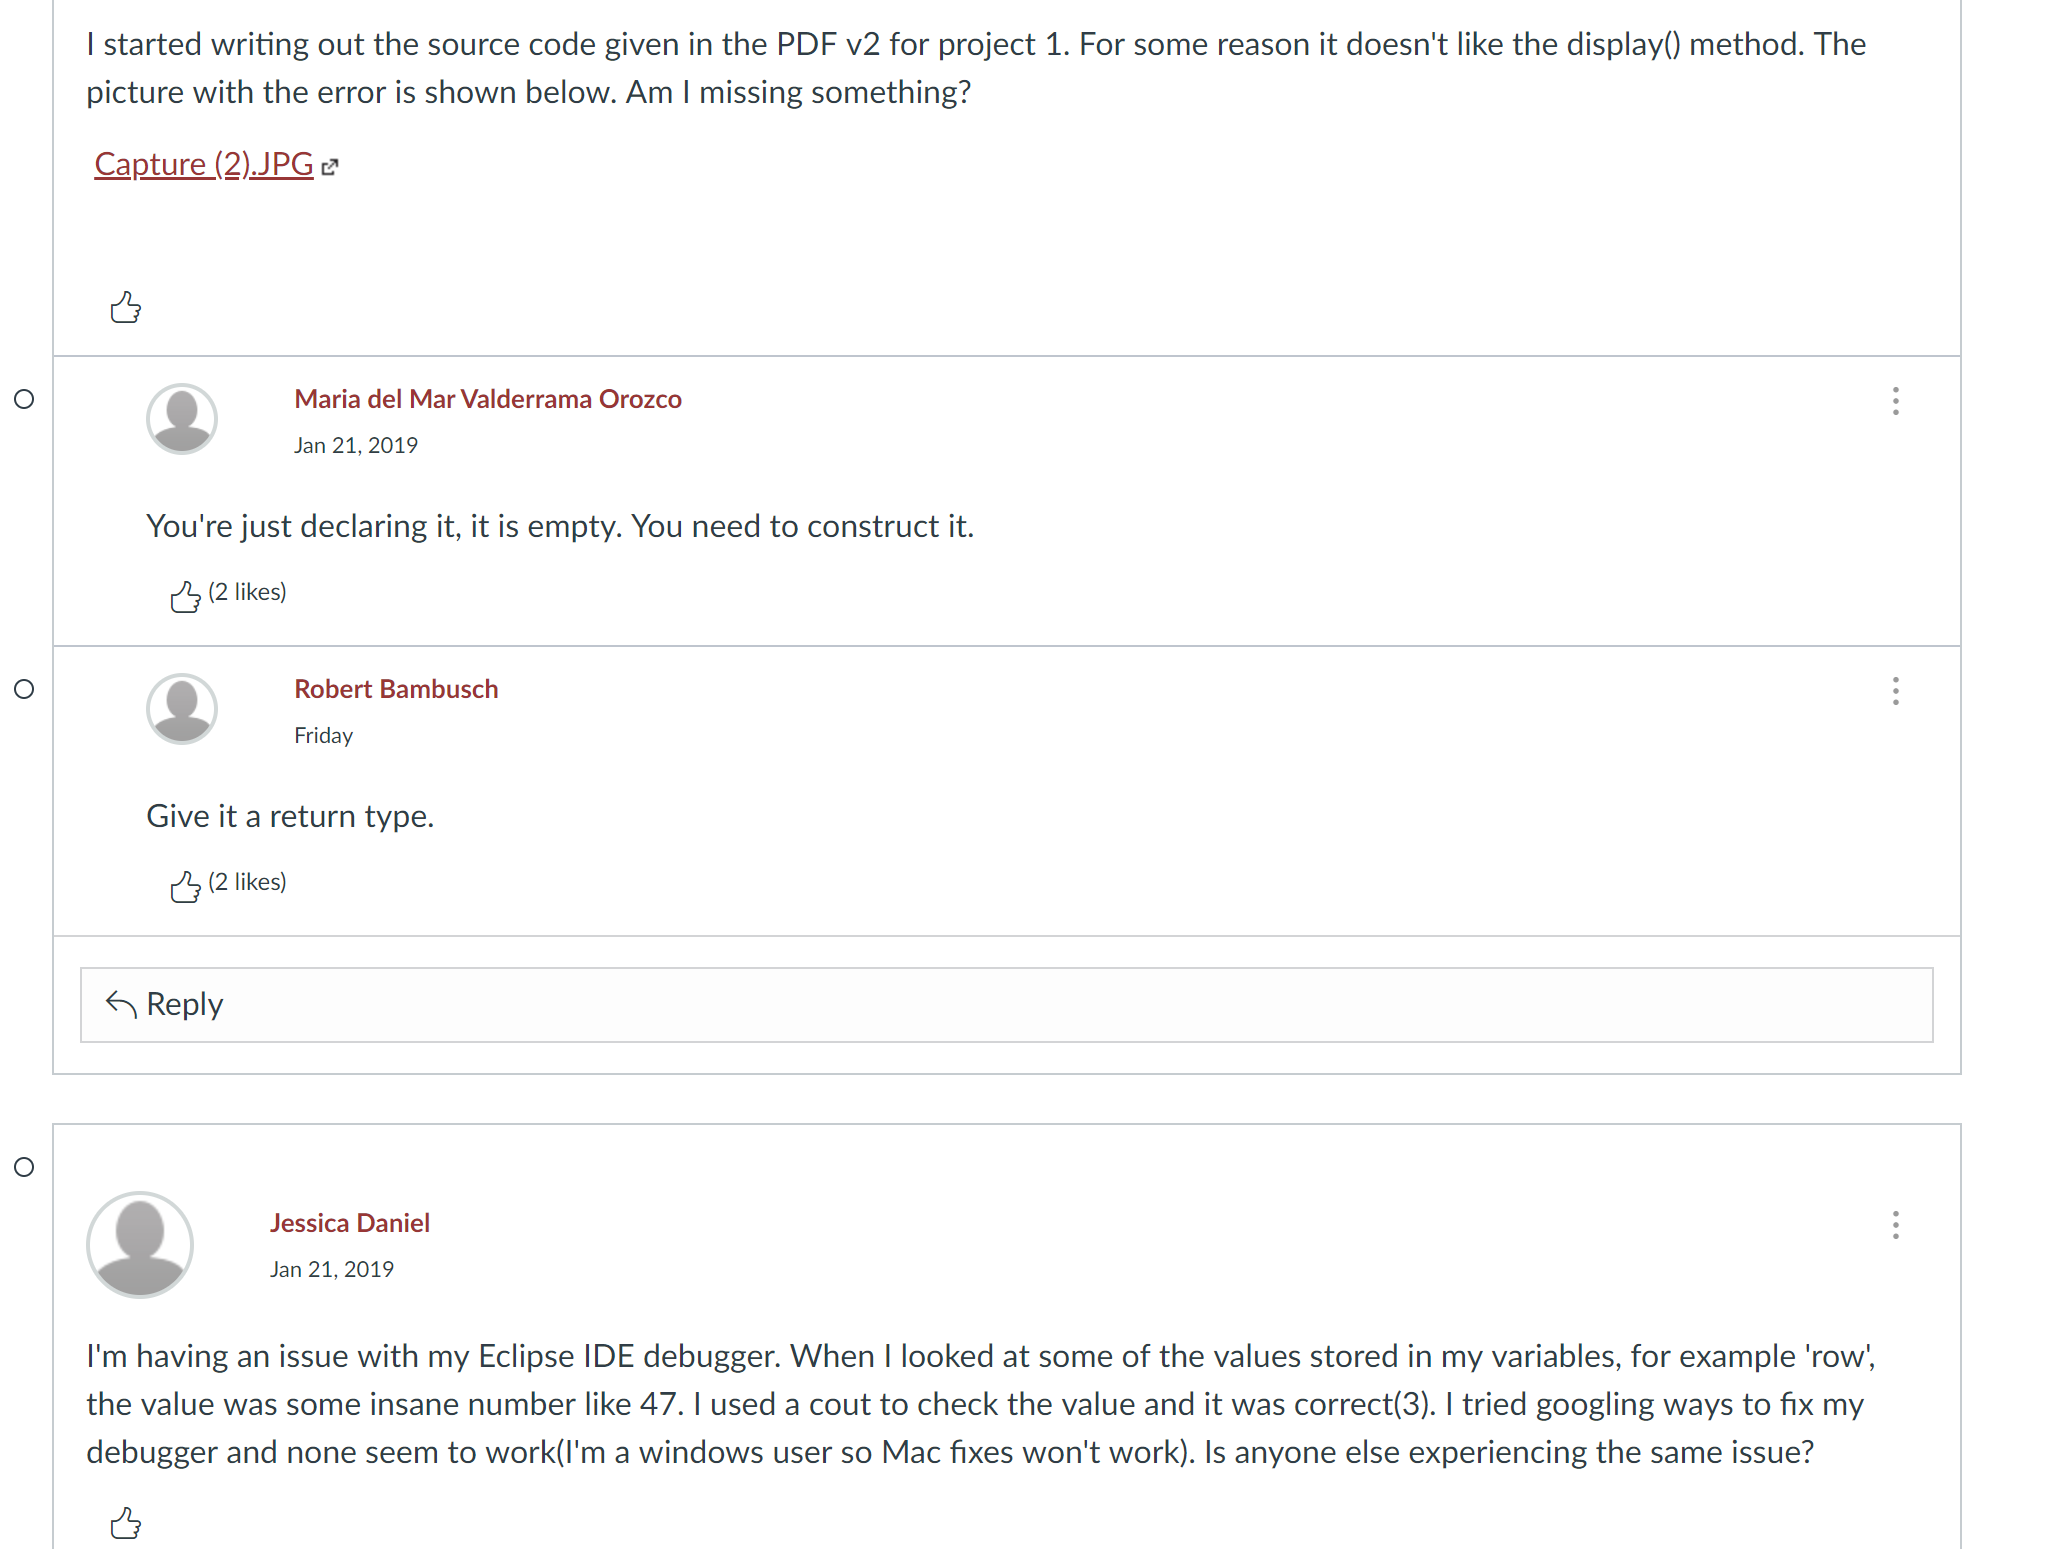 I started writing out the source code given in the PDF v2 for project 1. For some reason it doesn't like the display() method. The
picture with the error is shown below. Am I missing something?
Capture (2).JPG
Maria del Mar Valderrama Orozco
Jan 21, 2019
You're just declaring it, it is empty. You need to construct it.
(2 likes)
Robert Bambusch
Friday
Give it a return type.
(2 likes)
Reply
Jessica Daniel
Jan 21, 2019
I'm having an issue with my Eclipse IDE debugger. When I looked at some of the values stored in my variables, for example 'row',
the value was some insane number like 47. I used a cout to check the value and it was correct(3). I tried googling ways to fix my
debugger and none seem to work(I'm a windows user so Mac fixes won't work). Is anyone else experiencing the same issue?